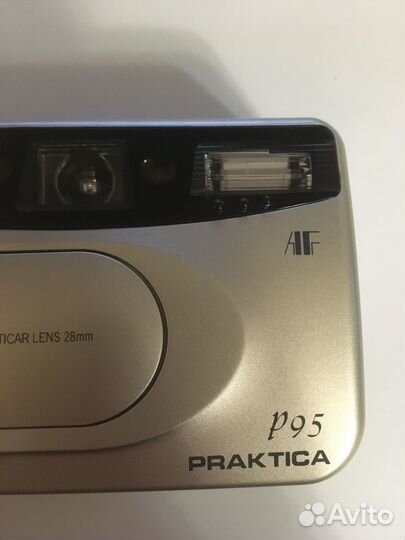 AF
TICAR LENS 28mm
P95
PRAKTICA
Avito